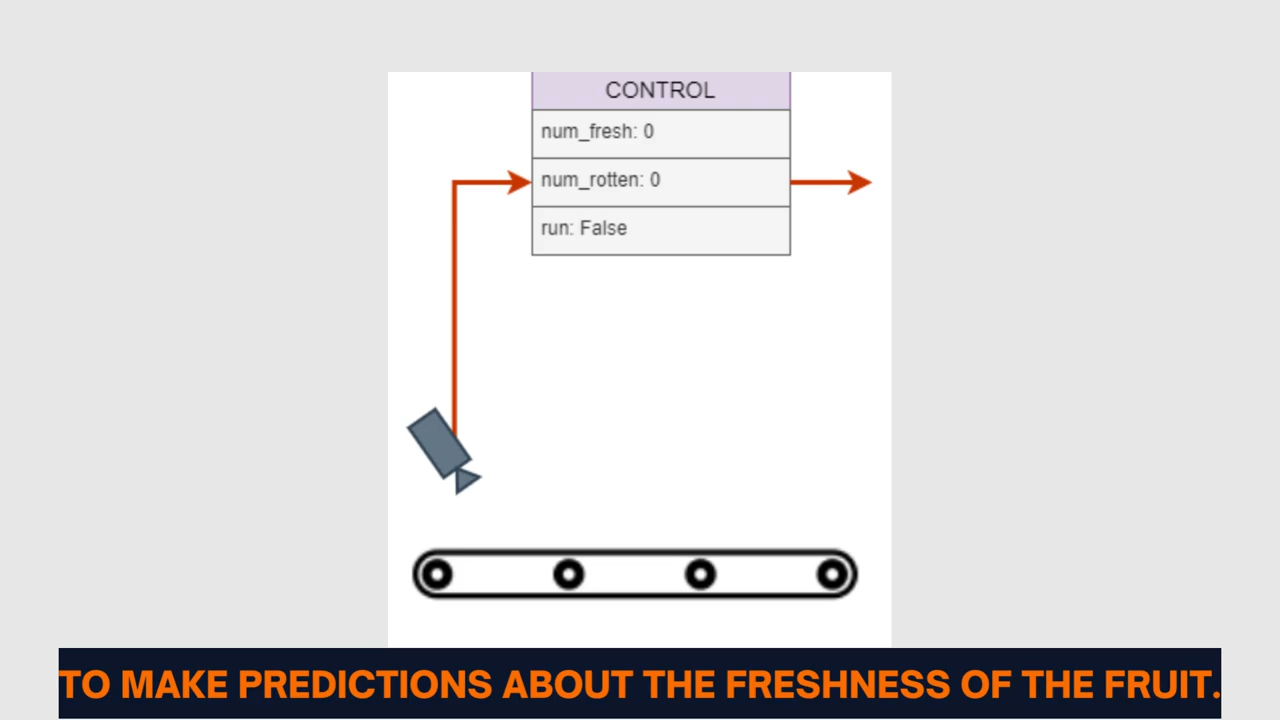 CONTROL
num_fresh: 0
num_rotten: 0
run: False
TO MAKE PREDICTIONS ABOUT THE FRESHNESS OF THE FRUIT.